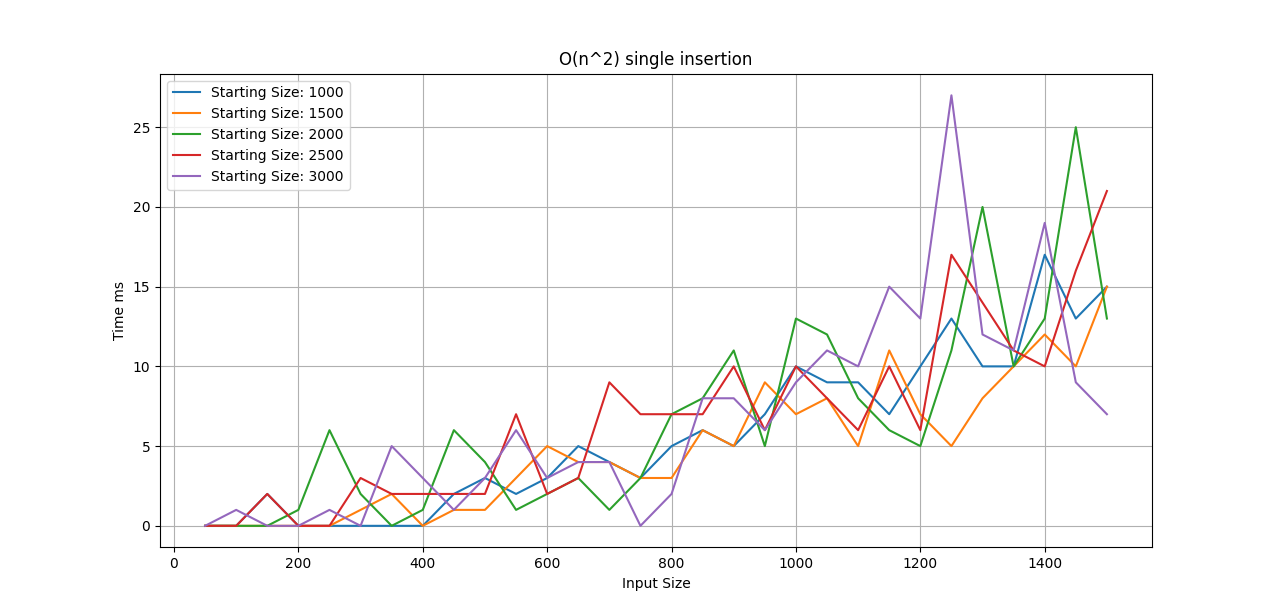 O(n^2) single insertion
Starting Size: 1000
Starting Size: 1500
Starting Size: 2000
Starting Size: 2500
Starting Size: 3000
25
20
15
10
5
0
Time ms
0 200 400 600 800 1000 1200 1400
Input Size